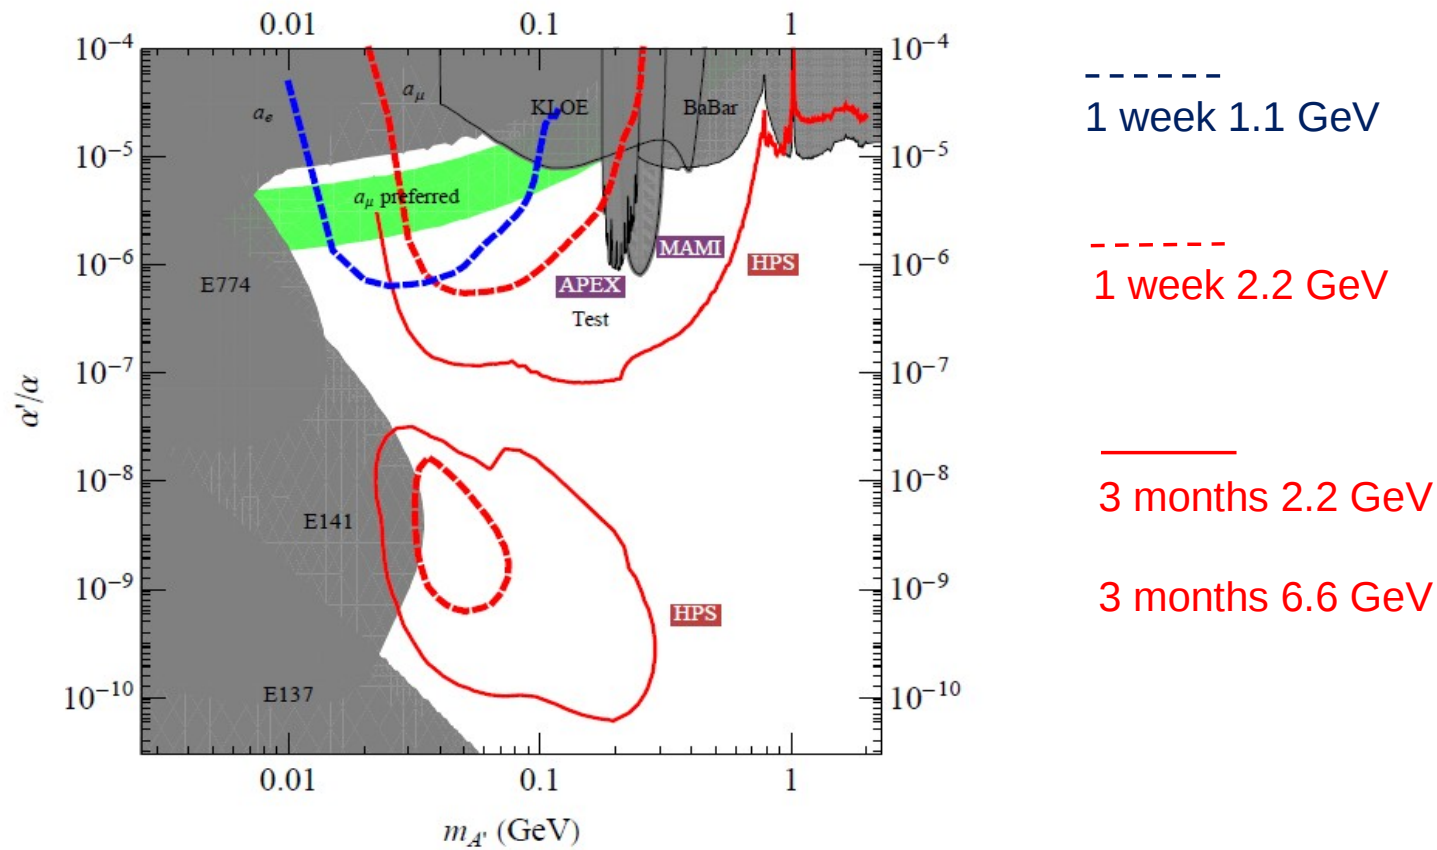 0.01 0.1 1
10⁻⁴ 10⁻⁴
aₑ a_μ KLOE BaBar
1 week 1.1 GeV
10⁻⁵ 10⁻⁵
a_μ preferred
10⁻⁶ MAMI HPS 10⁻⁶
E774 APEX
1 week 2.2 GeV
Test
10⁻⁷ 10⁻⁷
α'/α
10⁻⁸ 10⁻⁸
3 months 2.2 GeV
E141
10⁻⁹ 10⁻⁹
3 months 6.6 GeV
HPS
10⁻¹⁰ E137 10⁻¹⁰
0.01 0.1 1
m_A' (GeV)